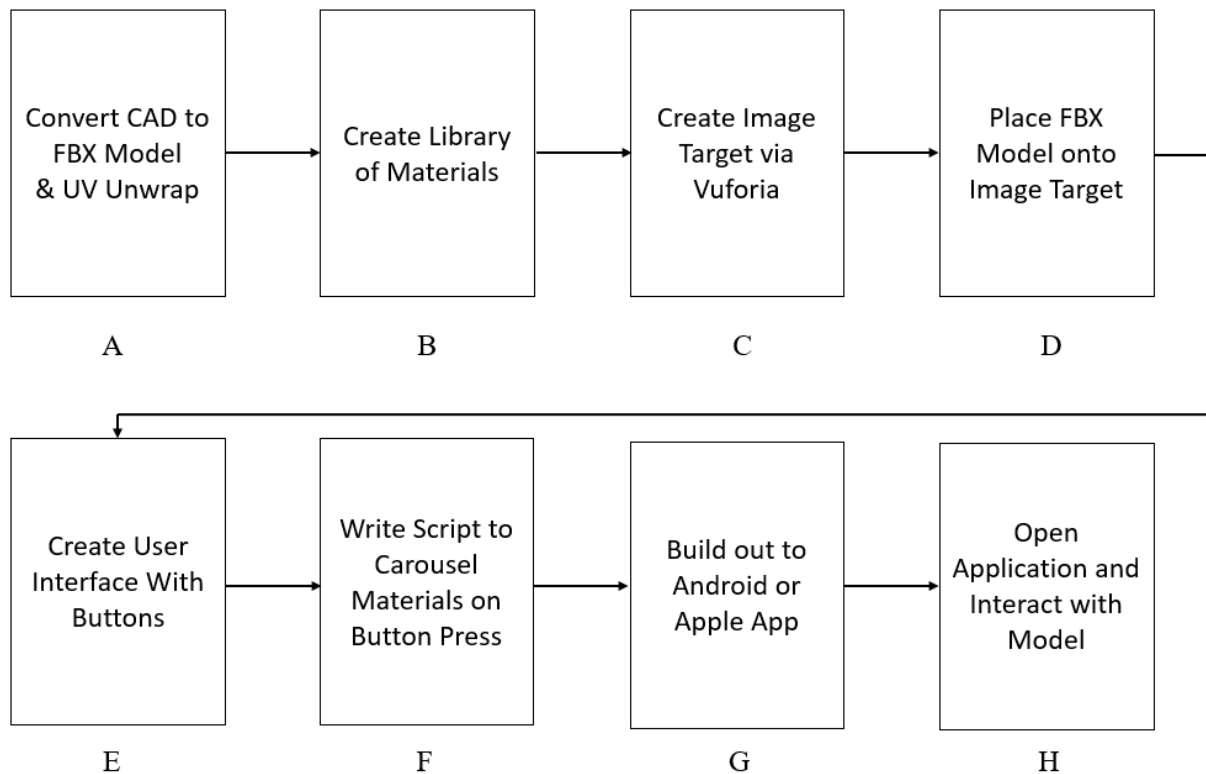 Convert CAD to
FBX Model
& UV Unwrap
Create Library
of Materials
Create Image
Target via
Vuforia
Place FBX
Model onto
Image Target
A
B
C
D
Create User
Interface With
Buttons
Write Script to
Carousel
Materials on
Button Press
Build out to
Android or
Apple App
Open
Application and
Interact with
Model
E
F
G
H